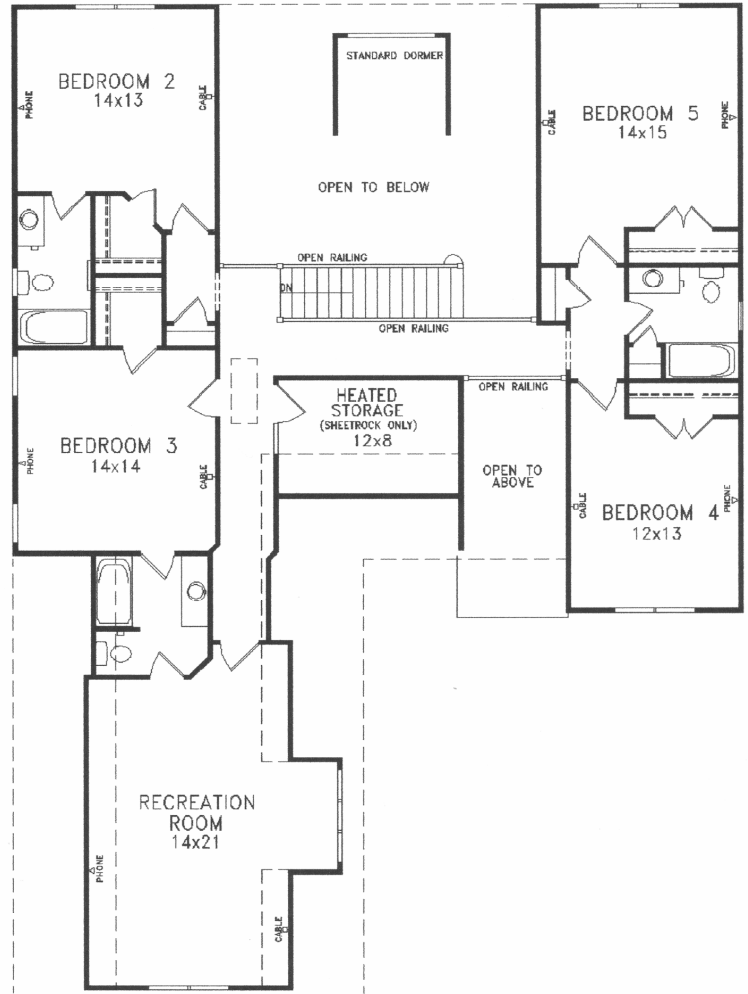 STANDARD DORMER
BEDROOM 2
14x13
PHONE
CABLE
BEDROOM 5
14x15
CABLE
PHONE
OPEN TO BELOW
OPEN RAILING
DN
OPEN RAILING
OPEN RAILING
HEATED
STORAGE
(SHEETROCK ONLY)
12x8
BEDROOM 3
14x14
PHONE
CABLE
OPEN TO
ABOVE
BEDROOM 4
12x13
CABLE
PHONE
RECREATION
ROOM
14x21
PHONE
CABLE